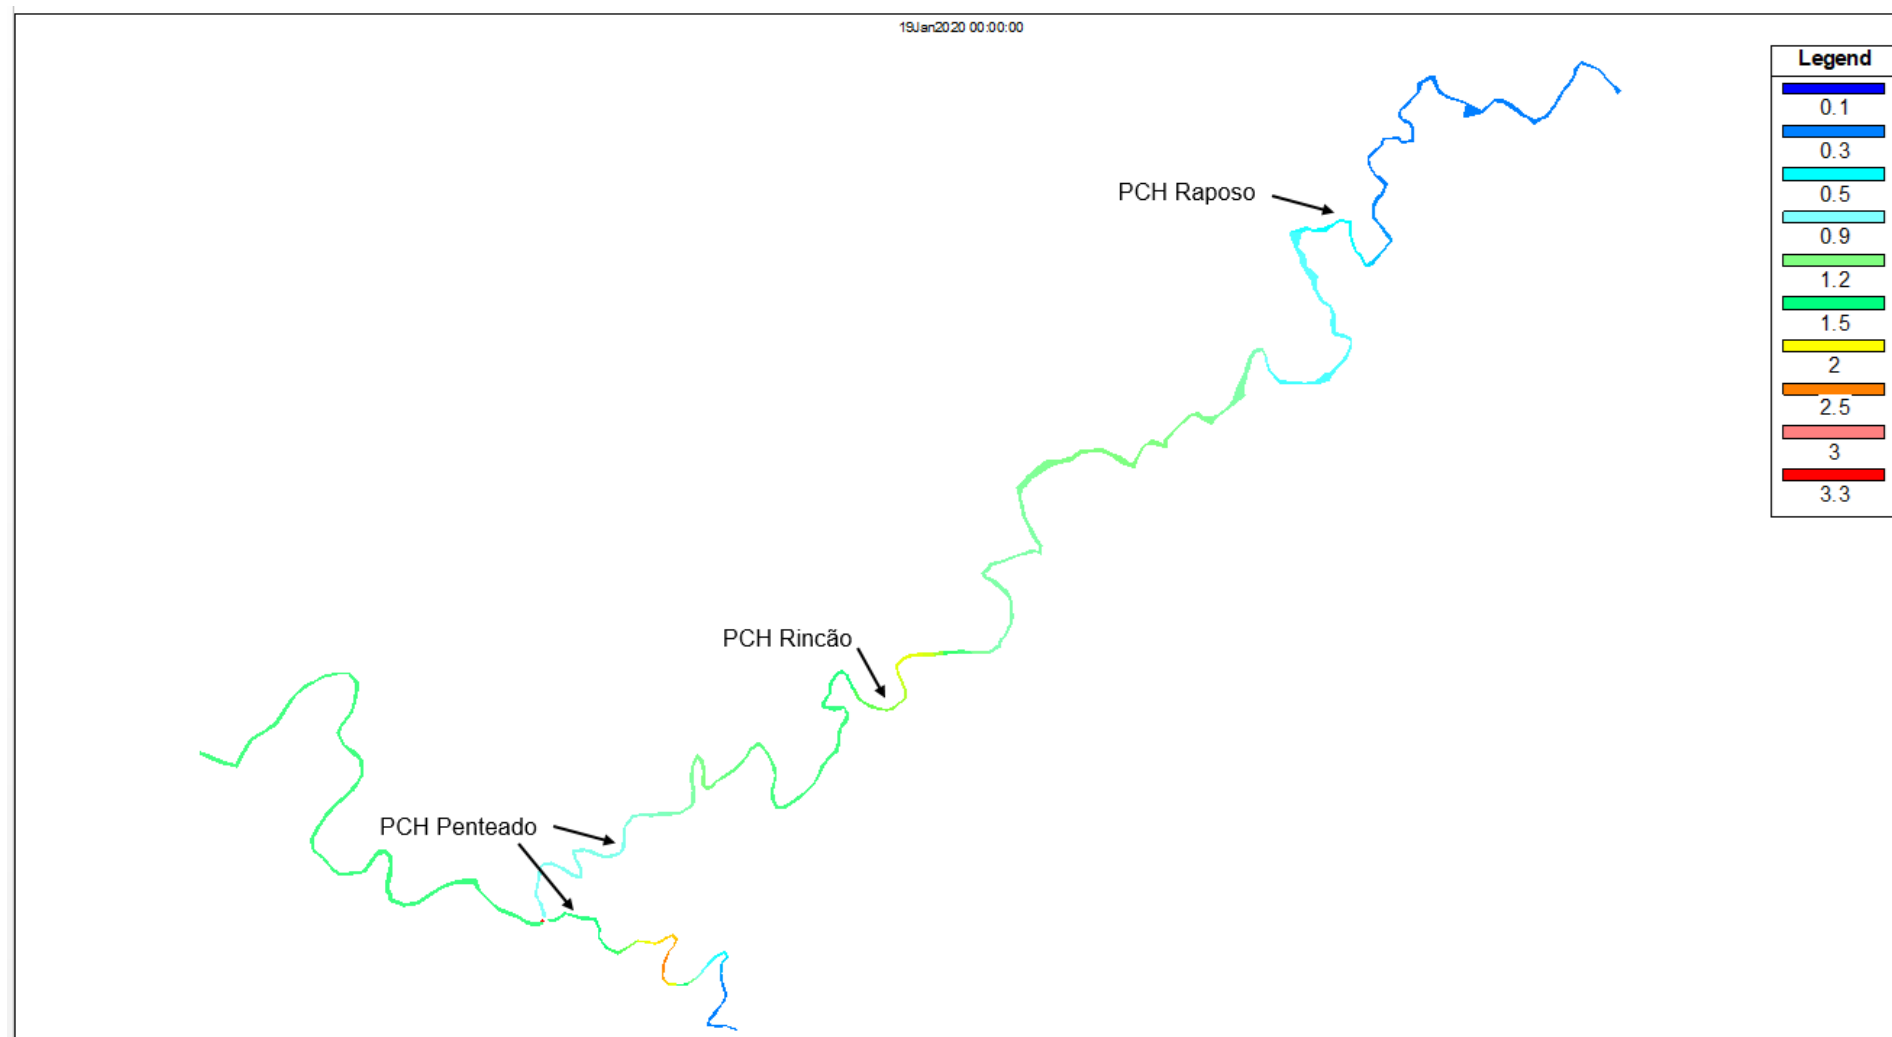 19Jan2020 00:00:00
Legend
0.1
0.3
0.5
0.9
1.2
1.5
2
2.5
3
3.3
PCH Raposo
PCH Rincão
PCH Penteado